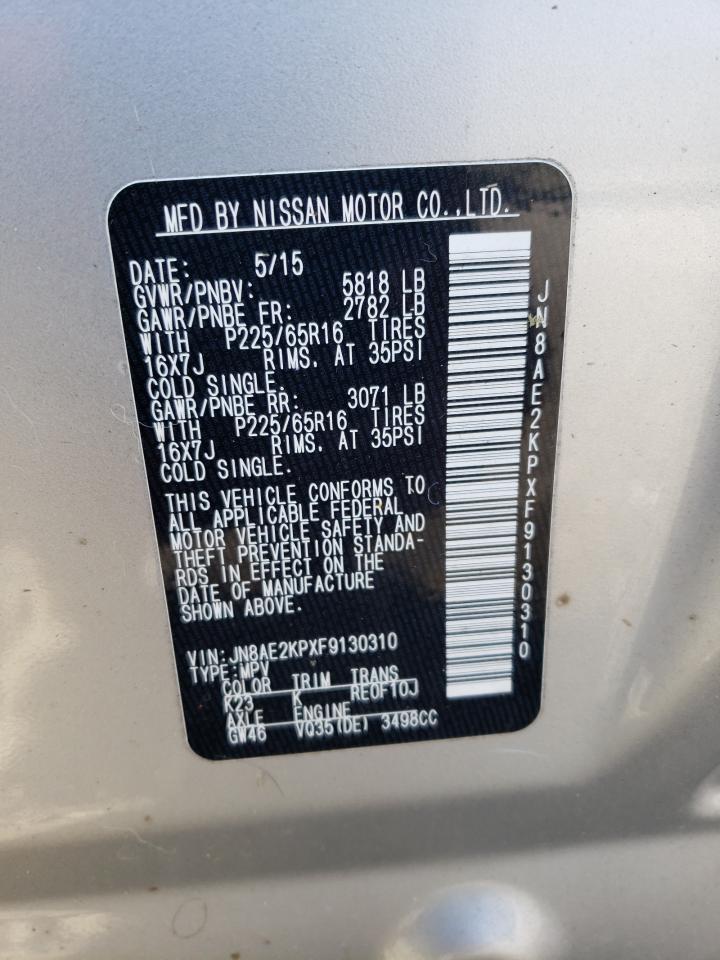 MFD BY NISSAN MOTOR CO.,LTD.
DATE: 5/15
GVWR/PNBV: 5818 LB
GAWR/PNBE FR: 2782 LB
WITH P225/65R16 TIRES
16X7J RIMS, AT 35PSI
COLD SINGLE.
GAWR/PNBE RR: 3071 LB
WITH P225/65R16 TIRES
16X7J RIMS, AT 35PSI
COLD SINGLE.
THIS VEHICLE CONFORMS TO
ALL APPLICABLE FEDERAL
MOTOR VEHICLE SAFETY AND
THEFT PREVENTION STANDA-
RDS IN EFFECT ON THE
DATE OF MANUFACTURE
SHOWN ABOVE.
VIN: JN8AE2KPXF9130310
TYPE: MPV
COLOR TRIM TRANS
K23 K RE0F10J
AXLE ENGINE
GW46 VQ35(DE) 3498CC
JN8AE2KPXF9130310